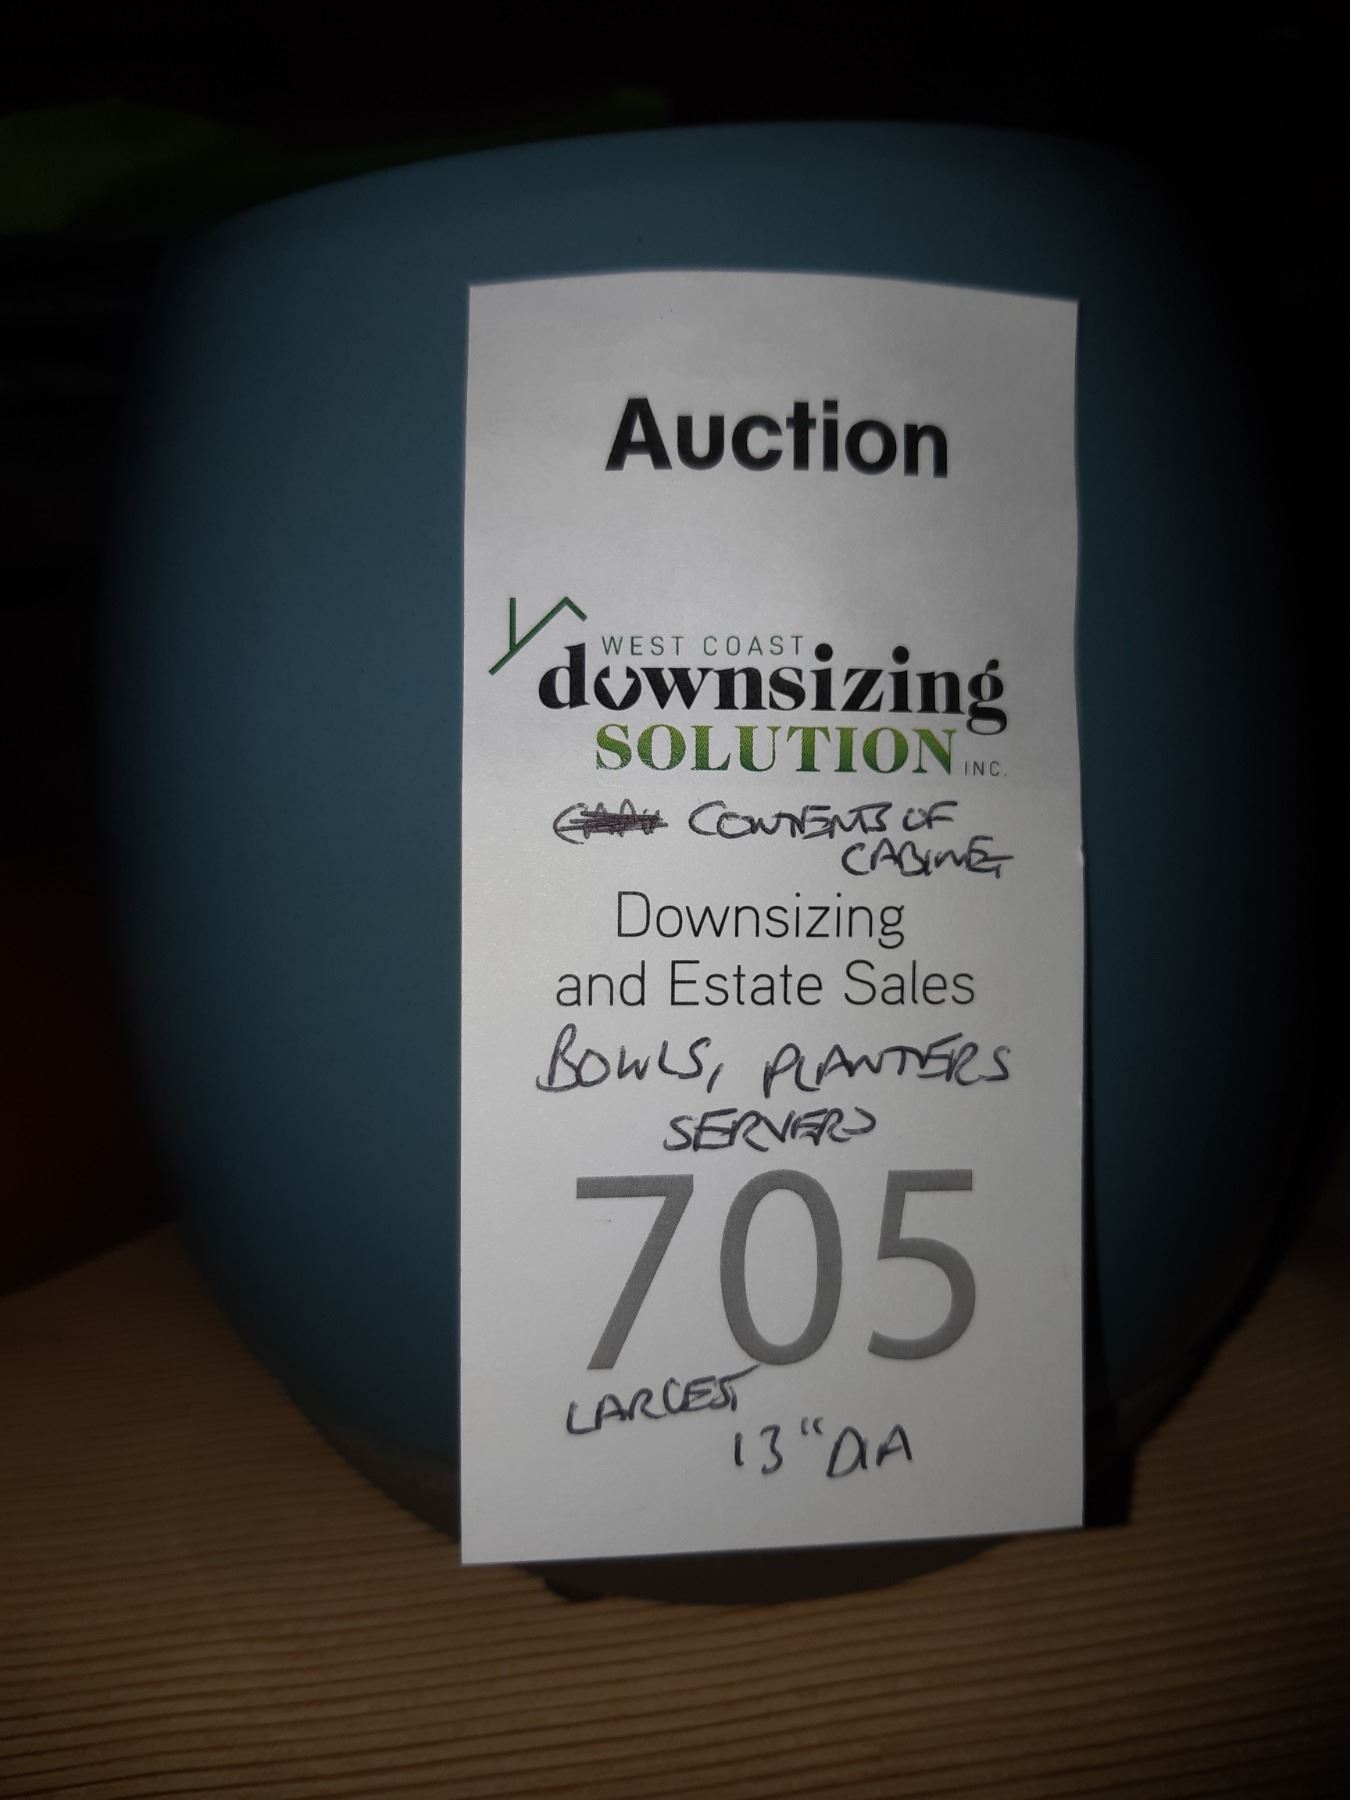 Auction
WEST COAST
downsizing
SOLUTION INC.
CONTENTS OF
CABINET
Downsizing
and Estate Sales
BOWLS, PLANTERS
SERVERS
705
LARGEST
13" DIA